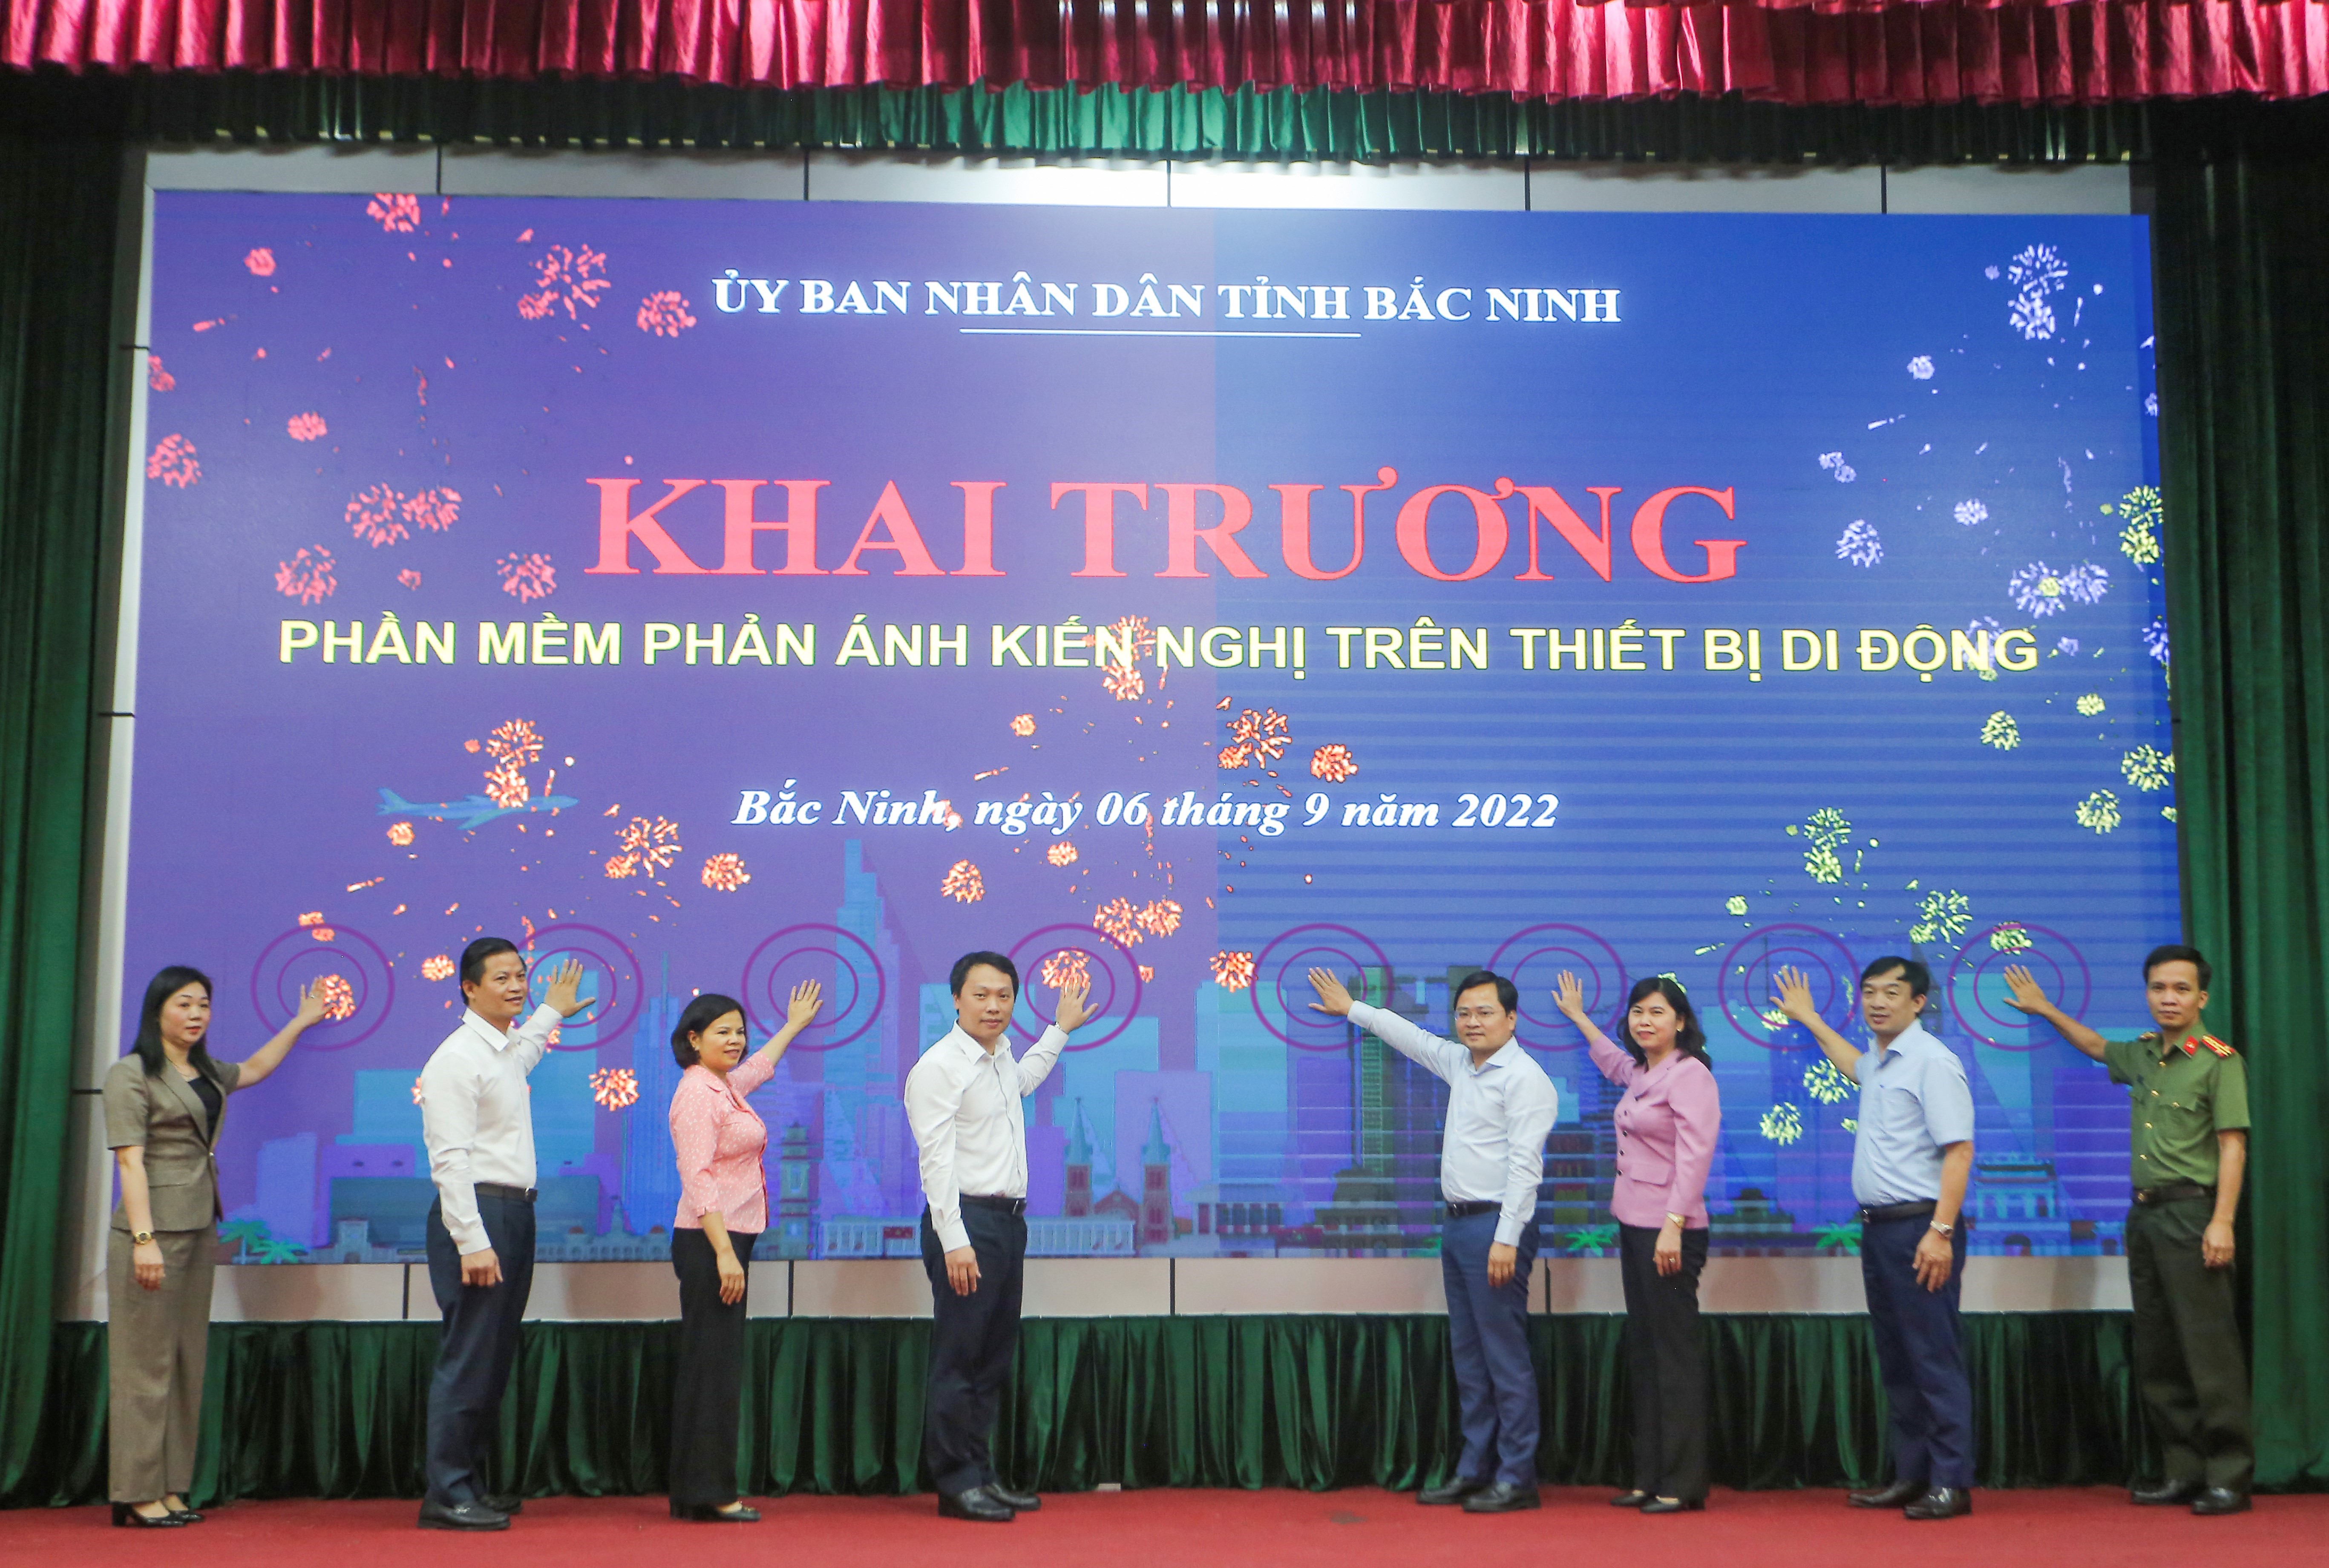 ỦY BAN NHÂN DÂN TỈNH BẮC NINH
KHAI TRƯƠNG
PHẦN MỀM PHẢN ÁNH KIẾN NGHỊ TRÊN THIẾT BỊ DI ĐỘNG
Bắc Ninh, ngày 06 tháng 9 năm 2022